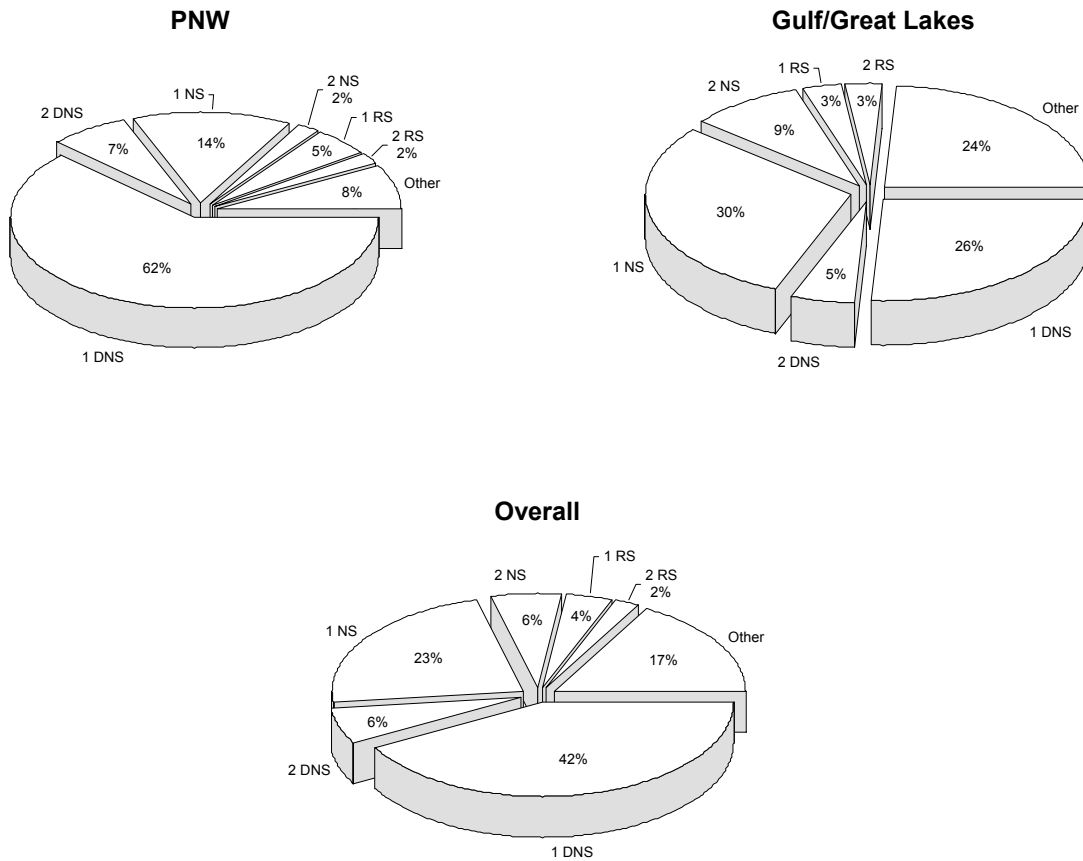 PNW
2 DNS
1 NS
2 NS
2%
1 RS
2 RS
2%
Other
7%
14%
5%
8%
62%
1 DNS
Gulf/Great Lakes
2 NS
1 RS
2 RS
Other
3%
3%
9%
24%
30%
26%
1 NS
5%
1 DNS
2 DNS
Overall
2 NS
1 RS
2 RS
2%
1 NS
6%
4%
Other
23%
17%
6%
2 DNS
42%
1 DNS